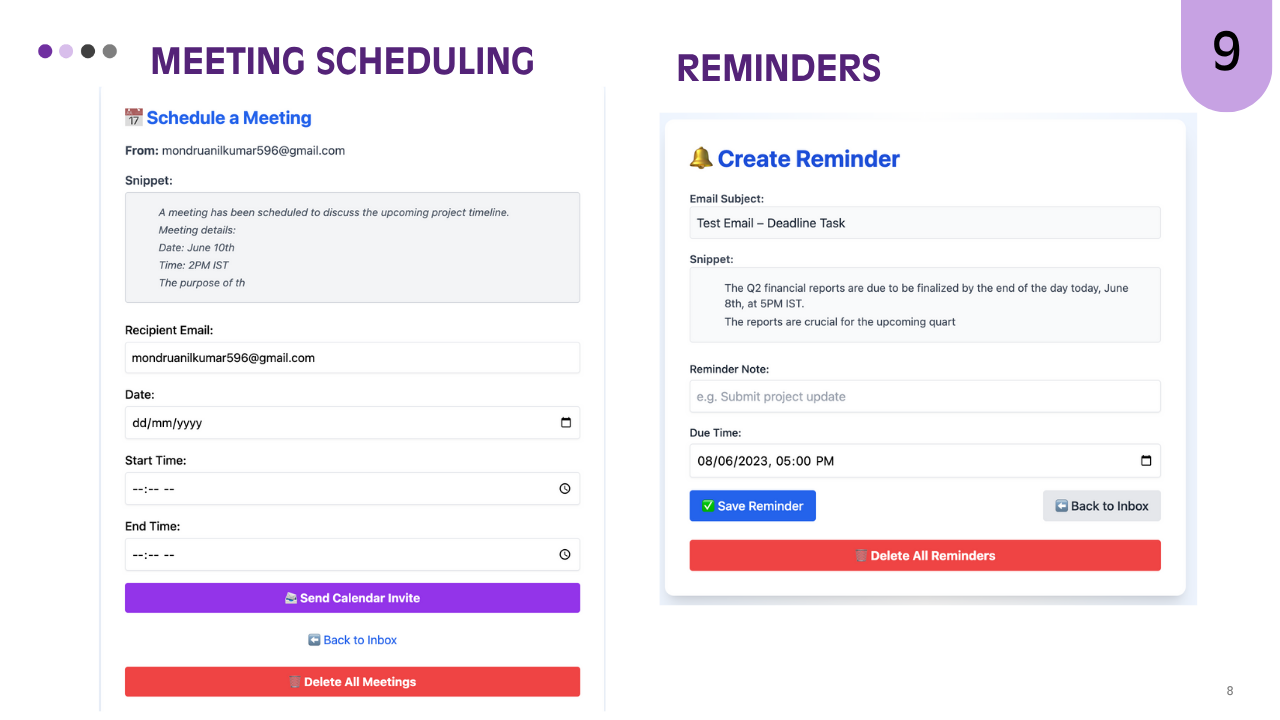 MEETING SCHEDULING
📅 Schedule a Meeting
From: mondruanilkumar596@gmail.com
Snippet:
A meeting has been scheduled to discuss the upcoming project timeline.
Meeting details:
Date: June 10th
Time: 2PM IST
The purpose of th
Recipient Email:
mondruanilkumar596@gmail.com
Date:
dd/mm/yyyy
Start Time:
--:-- --
End Time:
--:-- --
📨 Send Calendar Invite
⬅️ Back to Inbox
🗑️ Delete All Meetings
REMINDERS
🔔 Create Reminder
Email Subject:
Test Email – Deadline Task
Snippet:
The Q2 financial reports are due to be finalized by the end of the day today, June
8th, at 5PM IST.
The reports are crucial for the upcoming quart
Reminder Note:
e.g. Submit project update
Due Time:
08/06/2023, 05:00 PM
✅ Save Reminder
⬅️ Back to Inbox
🗑️ Delete All Reminders
9
8